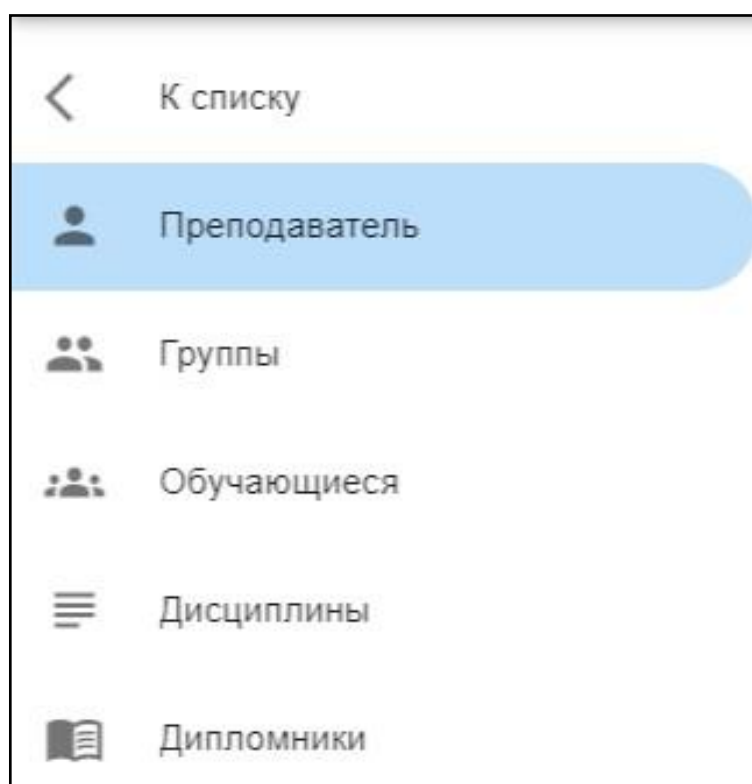 К списку
Преподаватель
Группы
Обучающиеся
Дисциплины
Дипломники